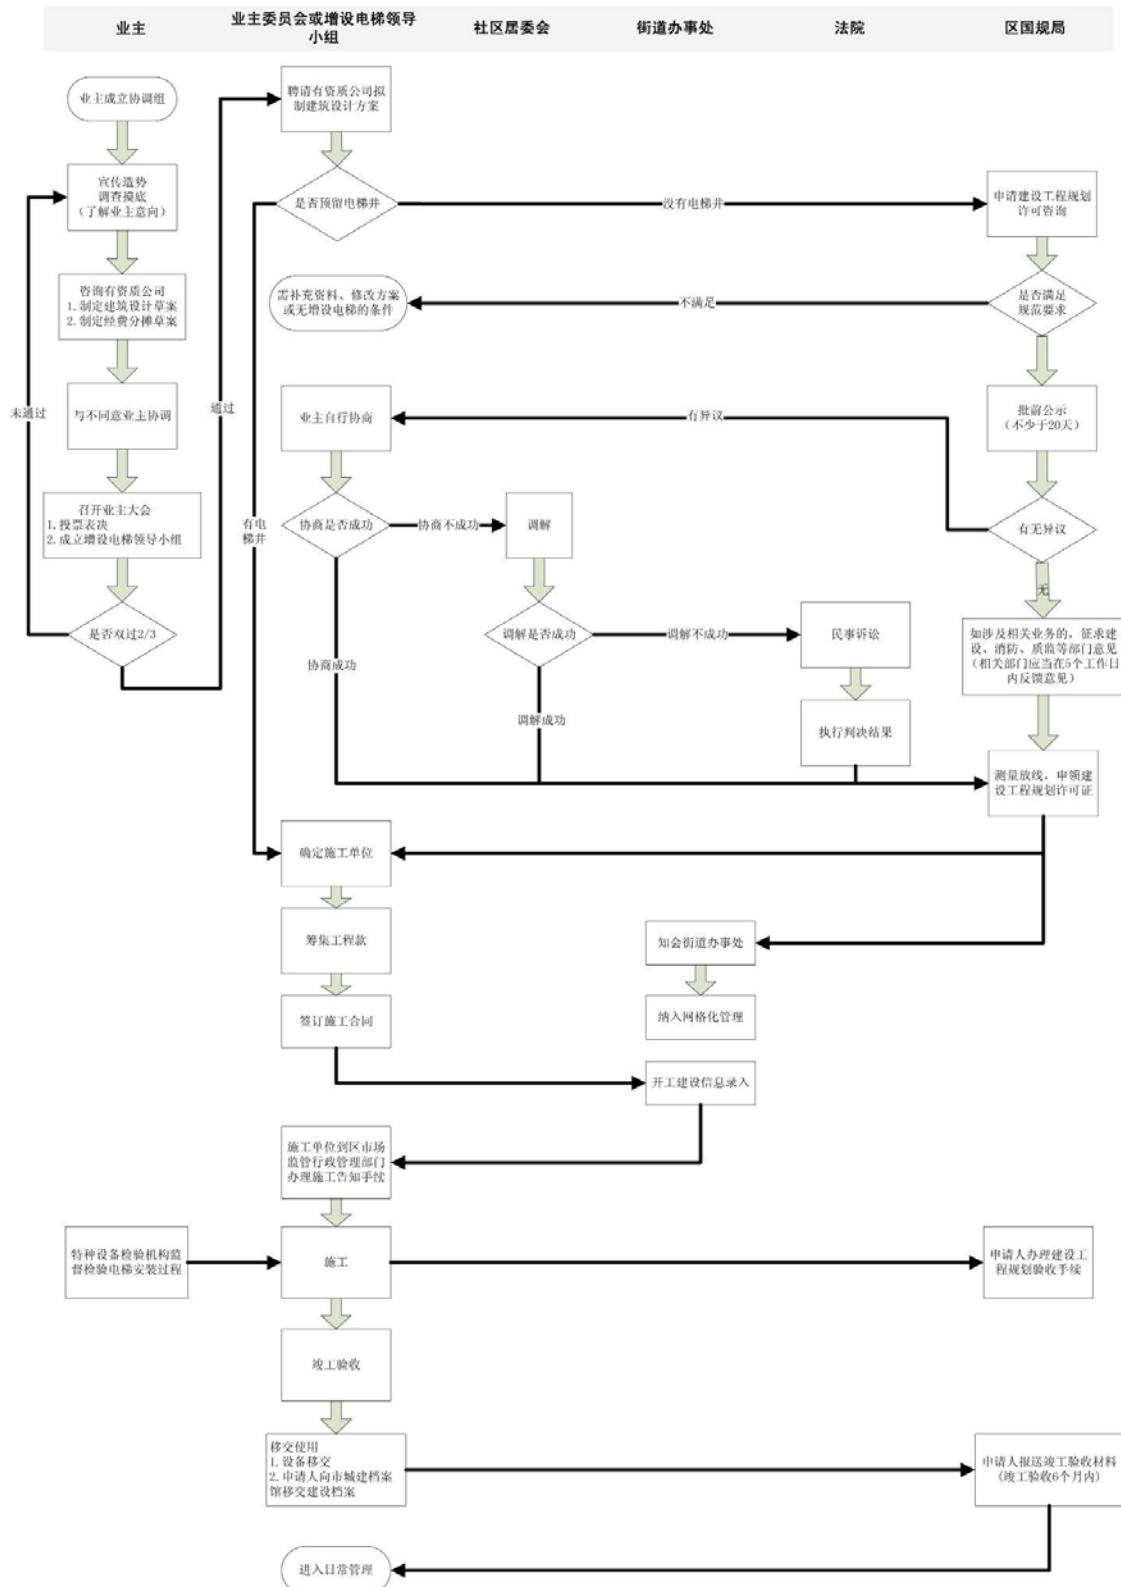 业主
业主委员会或增设电梯领导
小组
社区居委会
街道办事处
法院
区国规局
业主成立协调组
聘请有资质公司拟
制建筑设计方案
宣传造势
调查摸底
（了解业主意向）
是否预留电梯井
没有电梯井
申请建设工程规划
许可咨询
咨询有资质公司
1. 制定建筑设计草案
2. 制定经费分摊草案
需补充资料、修改方案
或无增设电梯的条件
不满足
是否满足
规范要求
未通过
与不同意业主协调
通过
业主自行协商
有异议
批前公示
（不少于20天）
召开业主大会
1. 投票表决
2. 成立增设电梯领导小组
有电
梯井
协商是否成功
协商不成功
调解
有无异议
无
是否双过2/3
协商成功
调解是否成功
调解不成功
民事诉讼
如涉及相关业务的，征求建
设、消防、质监等部门意见
（相关部门应当在5个工作日
内反馈意见）
调解成功
执行判决结果
测量放线，申领建
设工程规划许可证
确定施工单位
筹集工程款
知会街道办事处
签订施工合同
纳入网格化管理
开工建设信息录入
施工单位到区市场
监管行政管理部门
办理施工告知手续
特种设备检验机构监
督检验电梯安装过程
施工
申请人办理建设工
程规划验收手续
竣工验收
移交使用
1. 设备移交
2. 申请人向市城建档案
馆移交建设档案
申请人报送竣工验收材料
(竣工验收6个月内)
进入日常管理